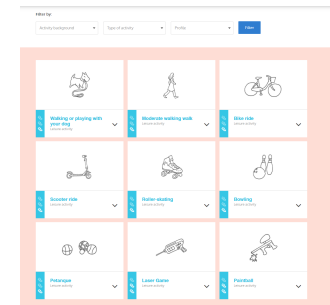 Filter by
Activity background
Type of activity
Profile
Filter
Walking or playing with
your dog
Leisure activity
Moderate walking walk
Leisure activity
Bike ride
Leisure activity
Scooter ride
Leisure activity
Roller-skating
Leisure activity
Bowling
Leisure activity
Petanque
Leisure activity
Laser Game
Leisure activity
Paintball
Leisure activity